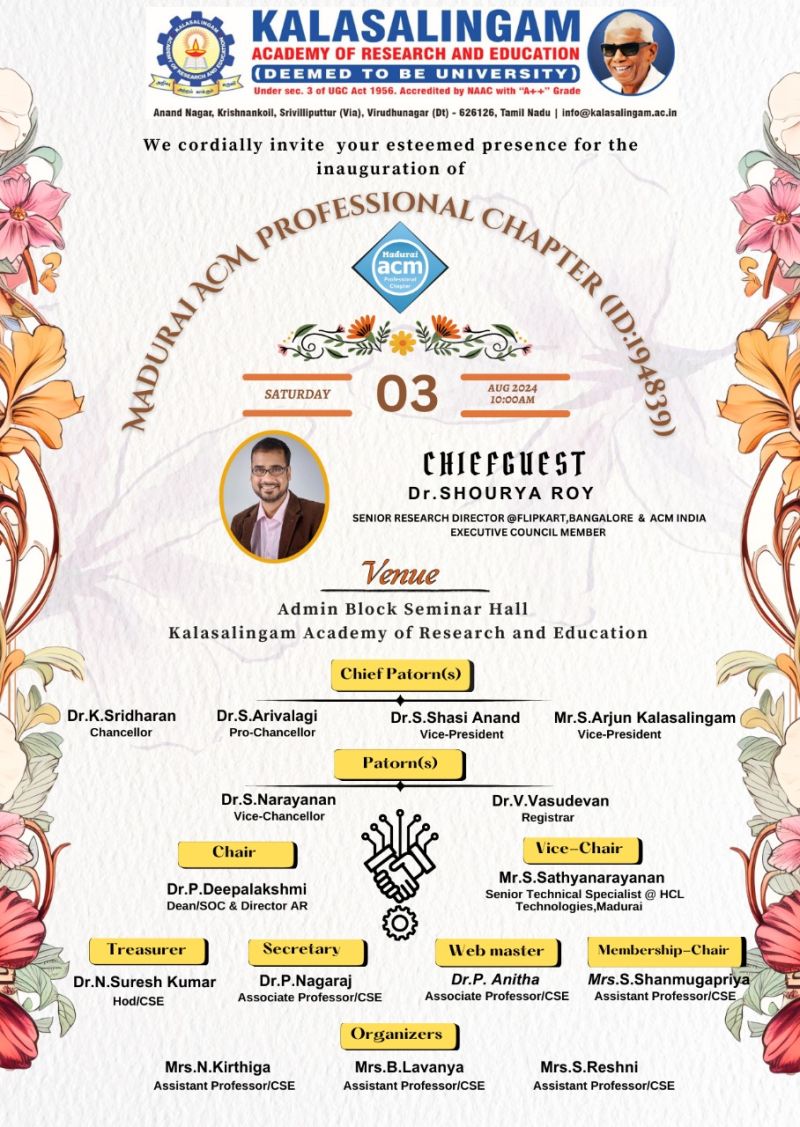 KALASALINGAM
ACADEMY OF RESEARCH AND EDUCATION
(DEEMED TO BE UNIVERSITY)
Under sec. 3 of UGC Act 1956. Accredited by NAAC with "A++" Grade
KALASALINGAM
ACADEMY OF RESEARCH AND EDUCATION
Anand Nagar, Krishnankoil, Srivilliputtur (Via), Virudhunagar (Dt) - 626126, Tamil Nadu | info@kalasalingam.ac.in
We cordially invite your esteemed presence for the
inauguration of
MADURAI ACM PROFESSIONAL CHAPTER (ID:194839)
Madurai
acm
Professional
Chapter
SATURDAY
03
AUG 2024
10:00AM
CHIEFGUEST
Dr.SHOURYA ROY
SENIOR RESEARCH DIRECTOR @FLIPKART,BANGALORE & ACM INDIA
EXECUTIVE COUNCIL MEMBER
Venue
Admin Block Seminar Hall
Kalasalingam Academy of Research and Education
Chief Patorn(s)
Dr.K.Sridharan Dr.S.Arivalagi Dr.S.Shasi Anand Mr.S.Arjun Kalasalingam
Chancellor Pro-Chancellor Vice-President Vice-President
Patorn(s)
Dr.S.Narayanan Dr.V.Vasudevan
Vice-Chancellor Registrar
Chair
Dr.P.Deepalakshmi
Dean/SOC & Director AR
Vice-Chair
Mr.S.Sathyanarayanan
Senior Technical Specialist @ HCL
Technologies,Madurai
Treasurer Secretary Web master Membership-Chair
Dr.N.Suresh Kumar Dr.P.Nagaraj Dr.P. Anitha Mrs.S.Shanmugapriya
Hod/CSE Associate Professor/CSE Associate Professor/CSE Assistant Professor/CSE
Organizers
Mrs.N.Kirthiga Mrs.B.Lavanya Mrs.S.Reshni
Assistant Professor/CSE Assistant Professor/CSE Assistant Professor/CSE